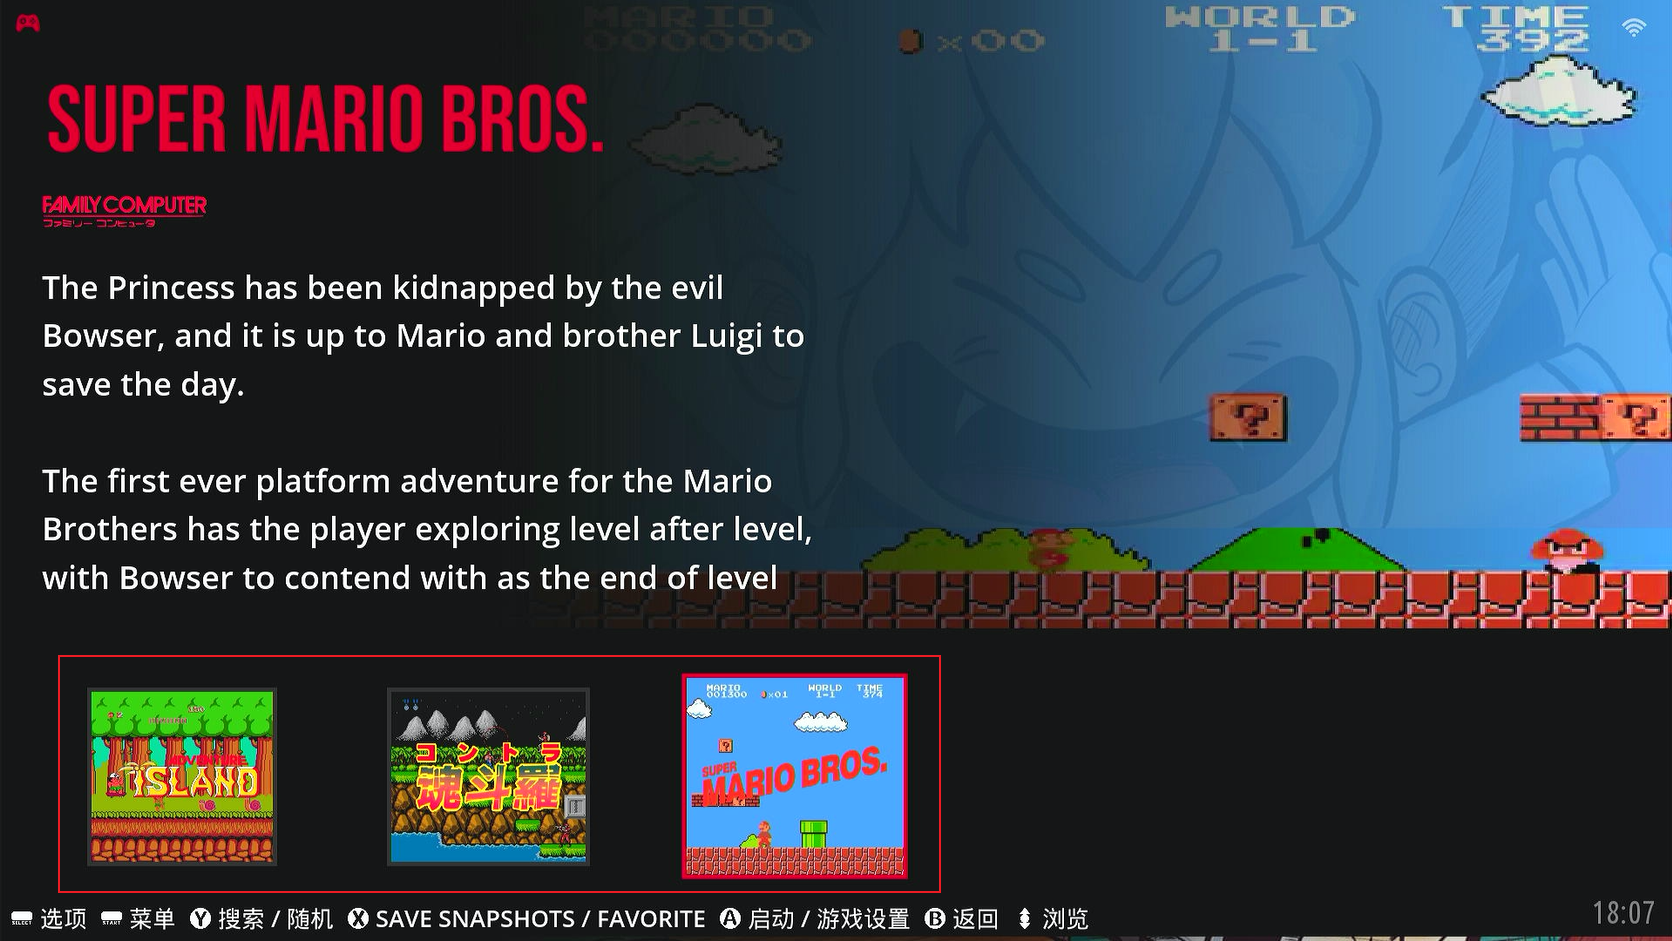 MARIO
000000
×00
WORLD
1-1
TIME
392
SUPER MARIO BROS.
FAMILY COMPUTER
ファミリー コンピュータ
The Princess has been kidnapped by the evil
Bowser, and it is up to Mario and brother Luigi to
save the day.
The first ever platform adventure for the Mario
Brothers has the player exploring level after level,
with Bowser to contend with as the end of level
ADVENTURE
ISLAND
コントラ
魂斗羅
MARIO
001300
×01
WORLD
1-1
TIME
374
SUPER
MARIO BROS.
SELECT 选项 START 菜单 Y 搜索 / 随机 X SAVE SNAPSHOTS / FAVORITE A 启动 / 游戏设置 B 返回 浏览
18:07